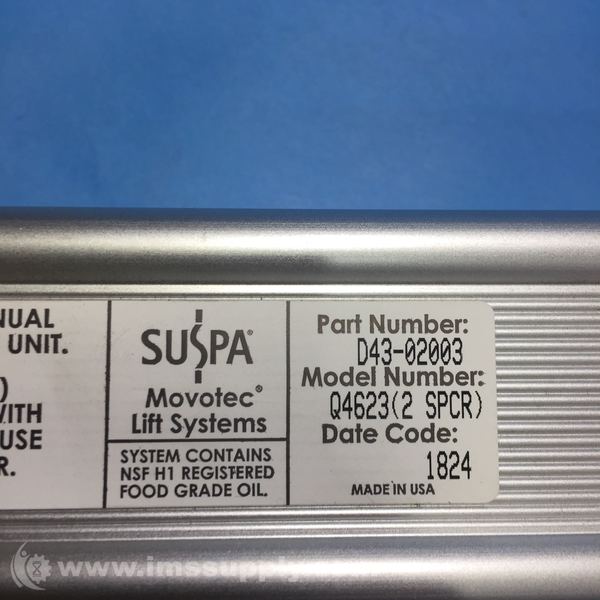 NUAL
UNIT.
)
WITH
USE
R.
SUSPA®
Movotec®
Lift Systems
SYSTEM CONTAINS
NSF H1 REGISTERED
FOOD GRADE OIL.
Part Number:
D43-02003
Model Number:
Q4623(2 SPCR)
Date Code:
1824
MADE IN USA
www.imssupply